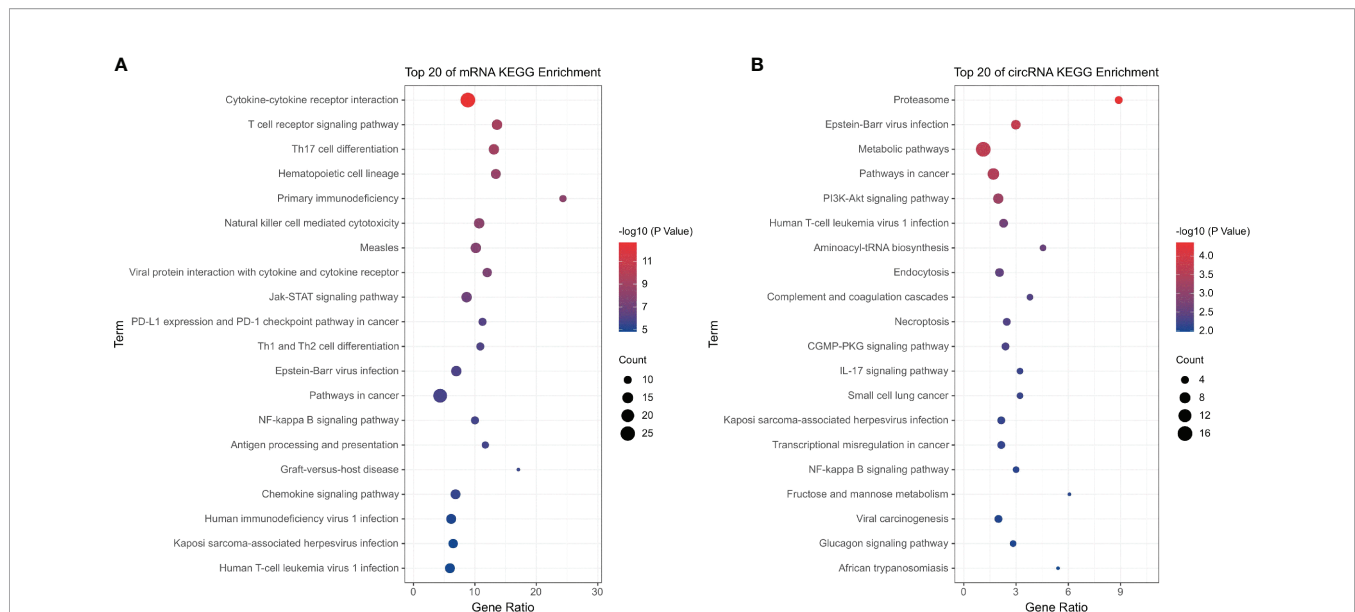 A
Top 20 of mRNA KEGG Enrichment
Cytokine-cytokine receptor interaction
T cell receptor signaling pathway
Th17 cell differentiation
Hematopoietic cell lineage
Primary immunodeficiency
Natural killer cell mediated cytotoxicity
Measles
Viral protein interaction with cytokine and cytokine receptor
Jak-STAT signaling pathway
PD-L1 expression and PD-1 checkpoint pathway in cancer
Th1 and Th2 cell differentiation
Epstein-Barr virus infection
Pathways in cancer
NF-kappa B signaling pathway
Antigen processing and presentation
Graft-versus-host disease
Chemokine signaling pathway
Human immunodeficiency virus 1 infection
Kaposi sarcoma-associated herpesvirus infection
Human T-cell leukemia virus 1 infection
Term
0 10 20 30
Gene Ratio
-log10 (P Value)
11
9
7
5
Count
10
15
20
25
B
Top 20 of circRNA KEGG Enrichment
Proteasome
Epstein-Barr virus infection
Metabolic pathways
Pathways in cancer
PI3K-Akt signaling pathway
Human T-cell leukemia virus 1 infection
Aminoacyl-tRNA biosynthesis
Endocytosis
Complement and coagulation cascades
Necroptosis
CGMP-PKG signaling pathway
IL-17 signaling pathway
Small cell lung cancer
Kaposi sarcoma-associated herpesvirus infection
Transcriptional misregulation in cancer
NF-kappa B signaling pathway
Fructose and mannose metabolism
Viral carcinogenesis
Glucagon signaling pathway
African trypanosomiasis
Term
0 3 6 9
Gene Ratio
-log10 (P Value)
4.0
3.5
3.0
2.5
2.0
Count
4
8
12
16